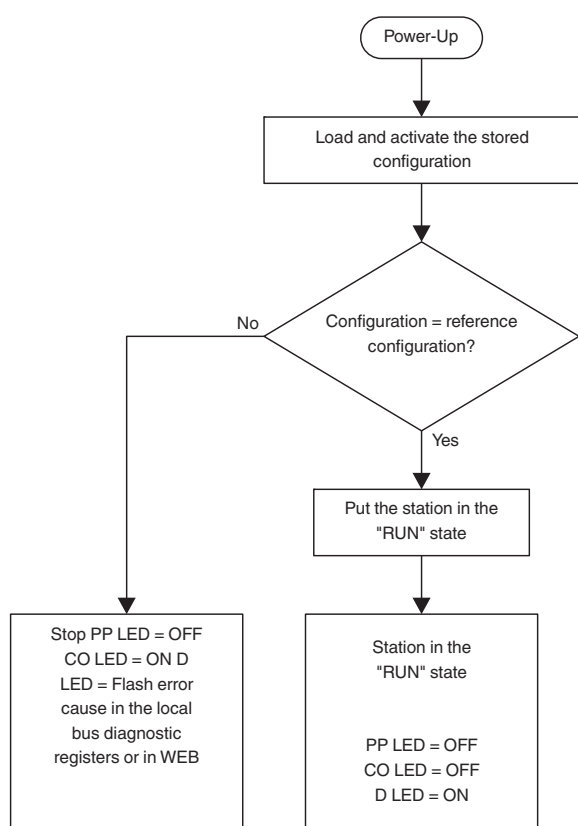 Power-Up
Load and activate the stored
configuration
Configuration = reference
configuration?
No
Yes
Put the station in the
"RUN" state
Stop PP LED = OFF
CO LED = ON D
LED = Flash error
cause in the local
bus diagnostic
registers or in WEB
Station in the
"RUN" state
PP LED = OFF
CO LED = OFF
D LED = ON